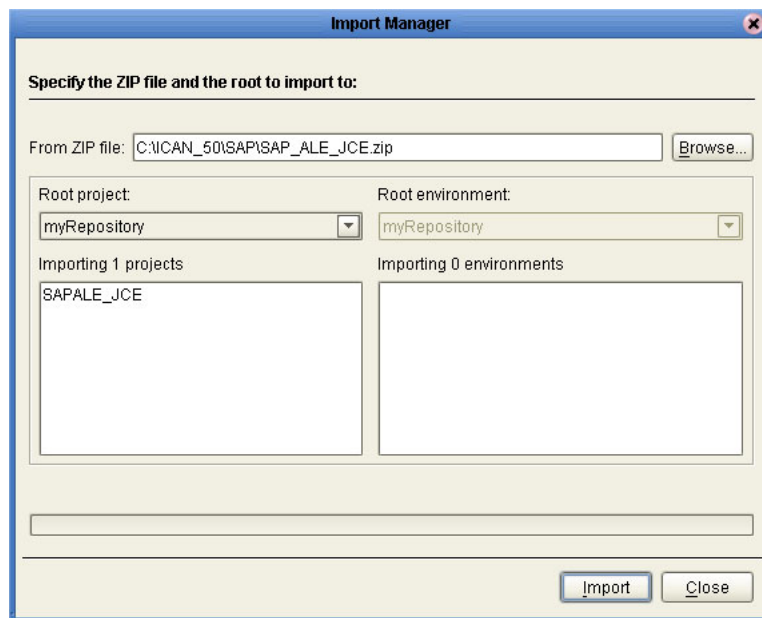 Import Manager
Specify the ZIP file and the root to import to:
From ZIP file: C:\ICAN_50\SAP\SAP_ALE_JCE.zip Browse...
Root project: Root environment:
myRepository myRepository
Importing 1 projects Importing 0 environments
SAPALE_JCE
Import Close